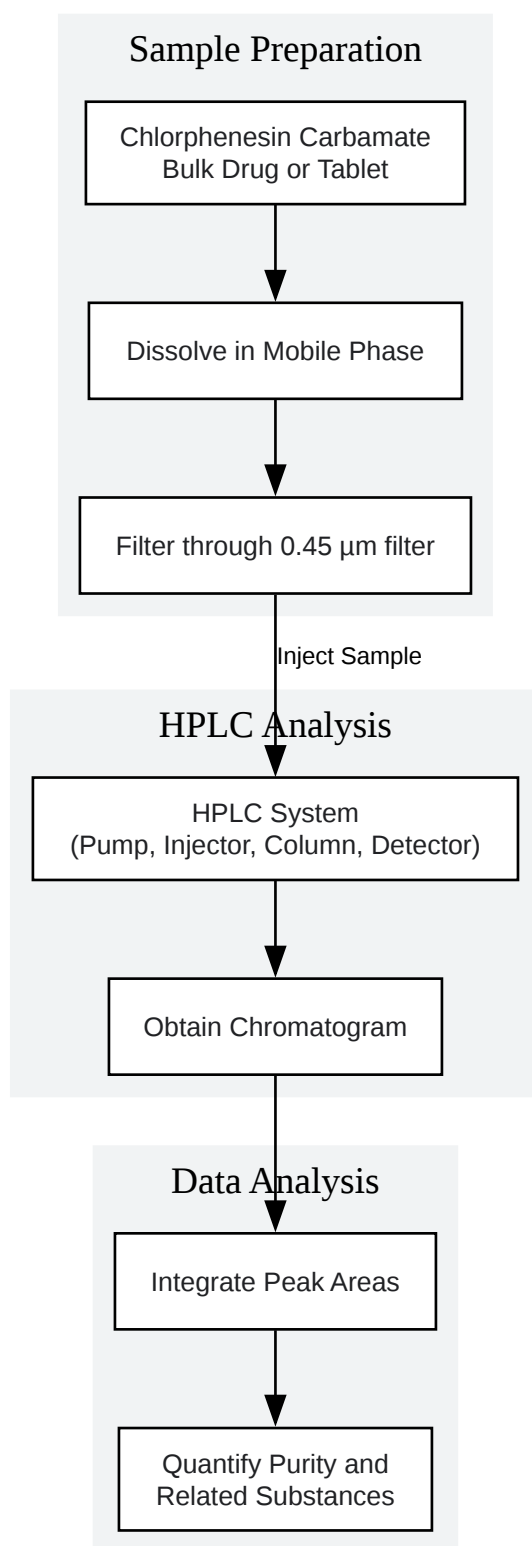 Sample Preparation
Chlorphenesin Carbamate
Bulk Drug or Tablet
Dissolve in Mobile Phase
Filter through 0.45 µm filter
Inject Sample
HPLC Analysis
HPLC System
(Pump, Injector, Column, Detector)
Obtain Chromatogram
Data Analysis
Integrate Peak Areas
Quantify Purity and
Related Substances